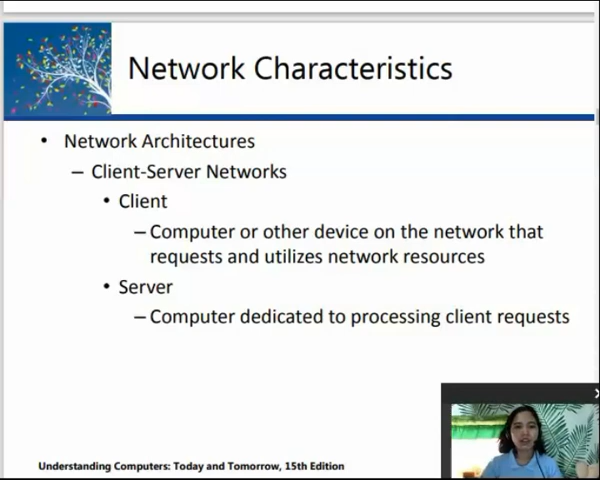 Network Characteristics
• Network Architectures
– Client-Server Networks
• Client
– Computer or other device on the network that
requests and utilizes network resources
• Server
– Computer dedicated to processing client requests
Understanding Computers: Today and Tomorrow, 15th Edition